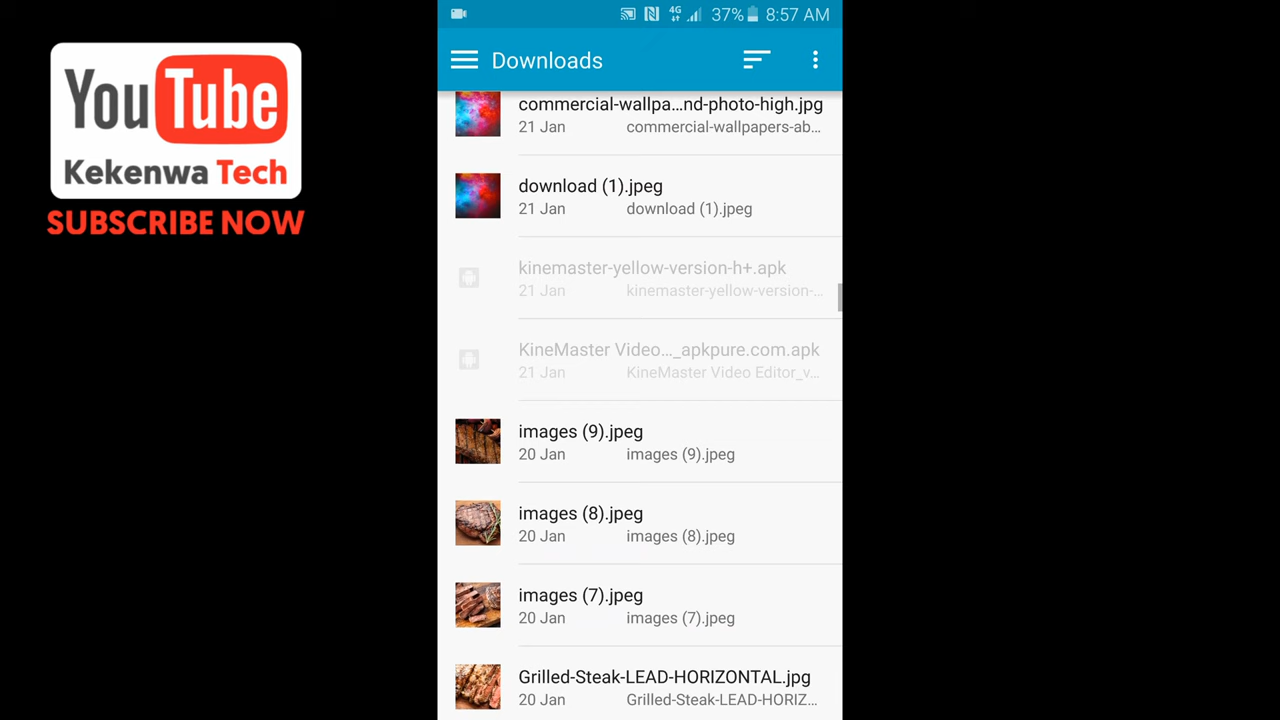 YouTube
Kekenwa Tech
SUBSCRIBE NOW
4G 37% 8:57 AM
Downloads
commercial-wallpa...nd-photo-high.jpg
21 Jan commercial-wallpapers-ab...
download (1).jpeg
21 Jan download (1).jpeg
kinemaster-yellow-version-h+.apk
21 Jan kinemaster-yellow-version-...
KineMaster Video..._apkpure.com.apk
21 Jan KineMaster Video Editor_v...
images (9).jpeg
20 Jan images (9).jpeg
images (8).jpeg
20 Jan images (8).jpeg
images (7).jpeg
20 Jan images (7).jpeg
Grilled-Steak-LEAD-HORIZONTAL.jpg
20 Jan Grilled-Steak-LEAD-HORIZ...